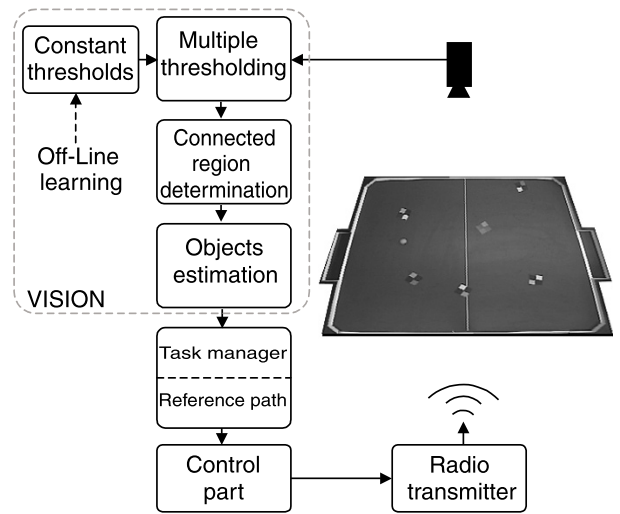 Constant
thresholds
Multiple
thresholding
Off-Line
learning
Connected
region
determination
Objects
estimation
VISION
Task manager
Reference path
Control
part
Radio
transmitter